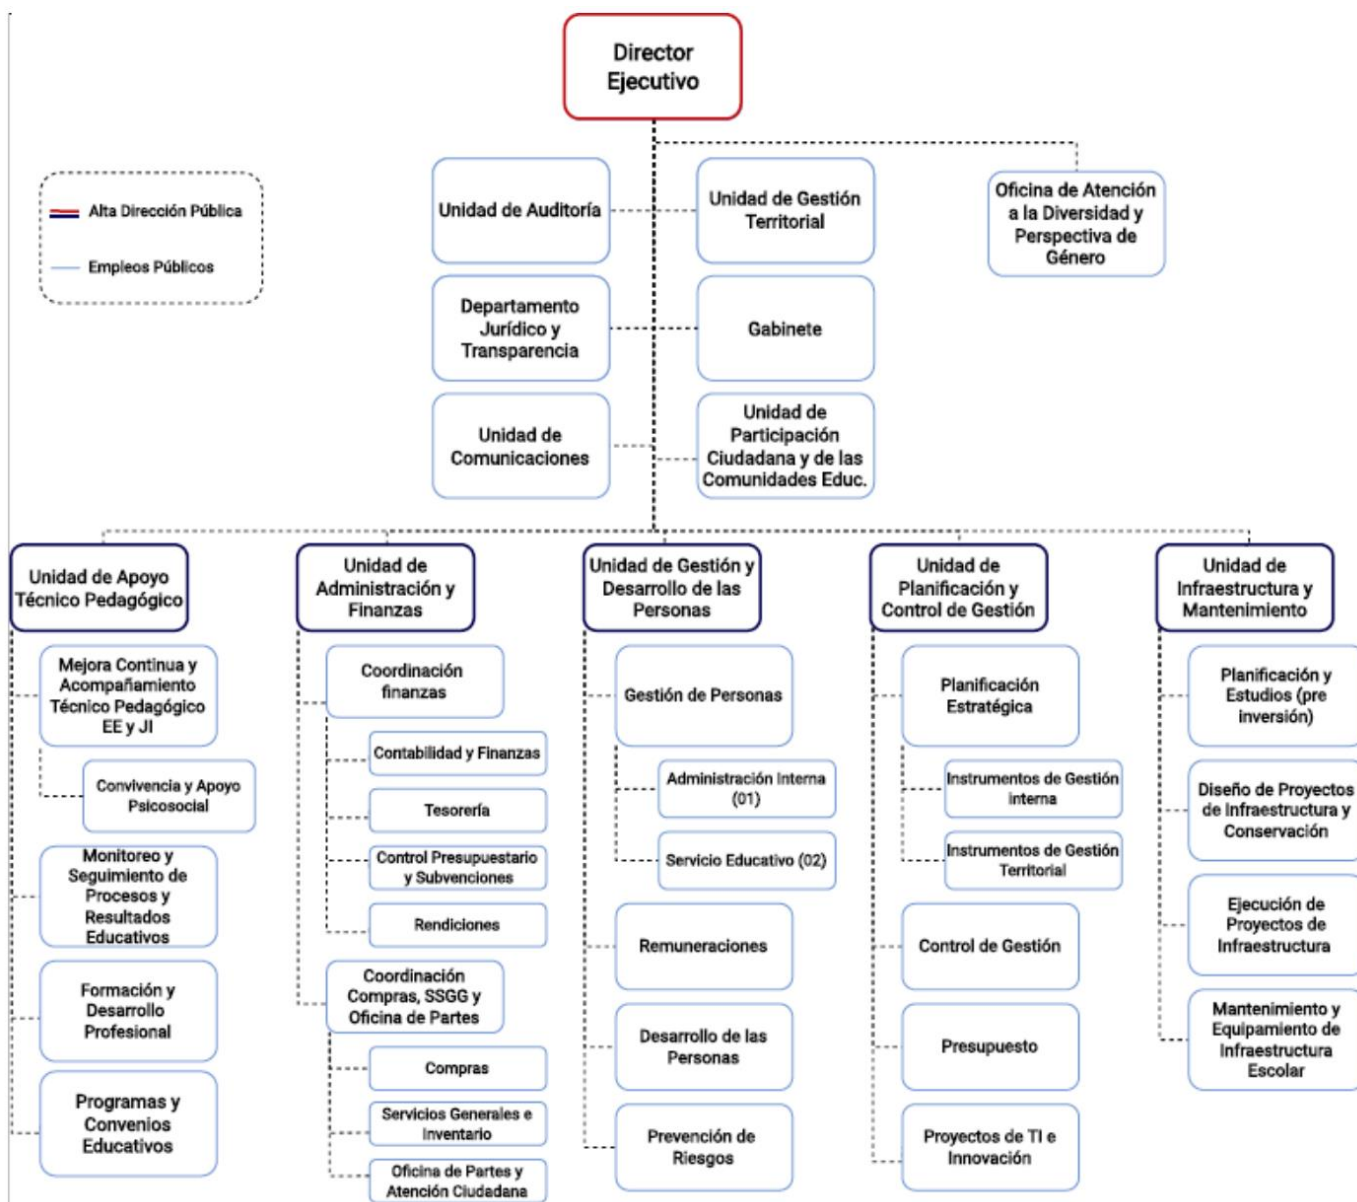 Director
Ejecutivo
Alta Dirección Pública
Empleos Públicos
Unidad de Auditoría
Unidad de Gestión
Territorial
Oficina de Atención
a la Diversidad y
Perspectiva de
Género
Departamento
Jurídico y
Transparencia
Gabinete
Unidad de
Comunicaciones
Unidad de
Participación
Ciudadana y de las
Comunidades Educ.
Unidad de Apoyo
Técnico Pedagógico
Mejora Continua y
Acompañamiento
Técnico Pedagógico
EE y JI
Convivencia y Apoyo
Psicosocial
Monitoreo y
Seguimiento de
Procesos y
Resultados
Educativos
Formación y
Desarrollo
Profesional
Programas y
Convenios
Educativos
Unidad de
Administración y
Finanzas
Coordinación
finanzas
Contabilidad y Finanzas
Tesorería
Control Presupuestario
y Subvenciones
Rendiciones
Coordinación
Compras, SSGG y
Oficina de Partes
Compras
Servicios Generales e
Inventario
Oficina de Partes y
Atención Ciudadana
Unidad de Gestión y
Desarrollo de las
Personas
Gestión de Personas
Administración Interna
(01)
Servicio Educativo (02)
Remuneraciones
Desarrollo de las
Personas
Prevención de
Riesgos
Unidad de
Planificación y
Control de Gestión
Planificación
Estratégica
Instrumentos de Gestión
interna
Instrumentos de Gestión
Territorial
Control de Gestión
Presupuesto
Proyectos de TI e
Innovación
Unidad de
Infraestructura y
Mantenimiento
Planificación y
Estudios (pre
inversión)
Diseño de Proyectos
de Infraestructura y
Conservación
Ejecución de
Proyectos de
Infraestructura
Mantenimiento y
Equipamiento de
Infraestructura
Escolar